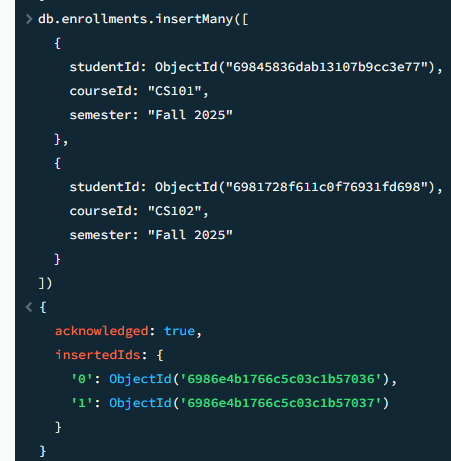 > db.enrollments.insertMany([
{
studentId: ObjectId("69845836dab13107b9cc3e77"),
courseId: "CS101",
semester: "Fall 2025"
},
{
studentId: ObjectId("6981728f611c0f76931fd698"),
courseId: "CS102",
semester: "Fall 2025"
}
])
< {
acknowledged: true,
insertedIds: {
'0': ObjectId('6986e4b1766c5c03c1b57036'),
'1': ObjectId('6986e4b1766c5c03c1b57037')
}
}